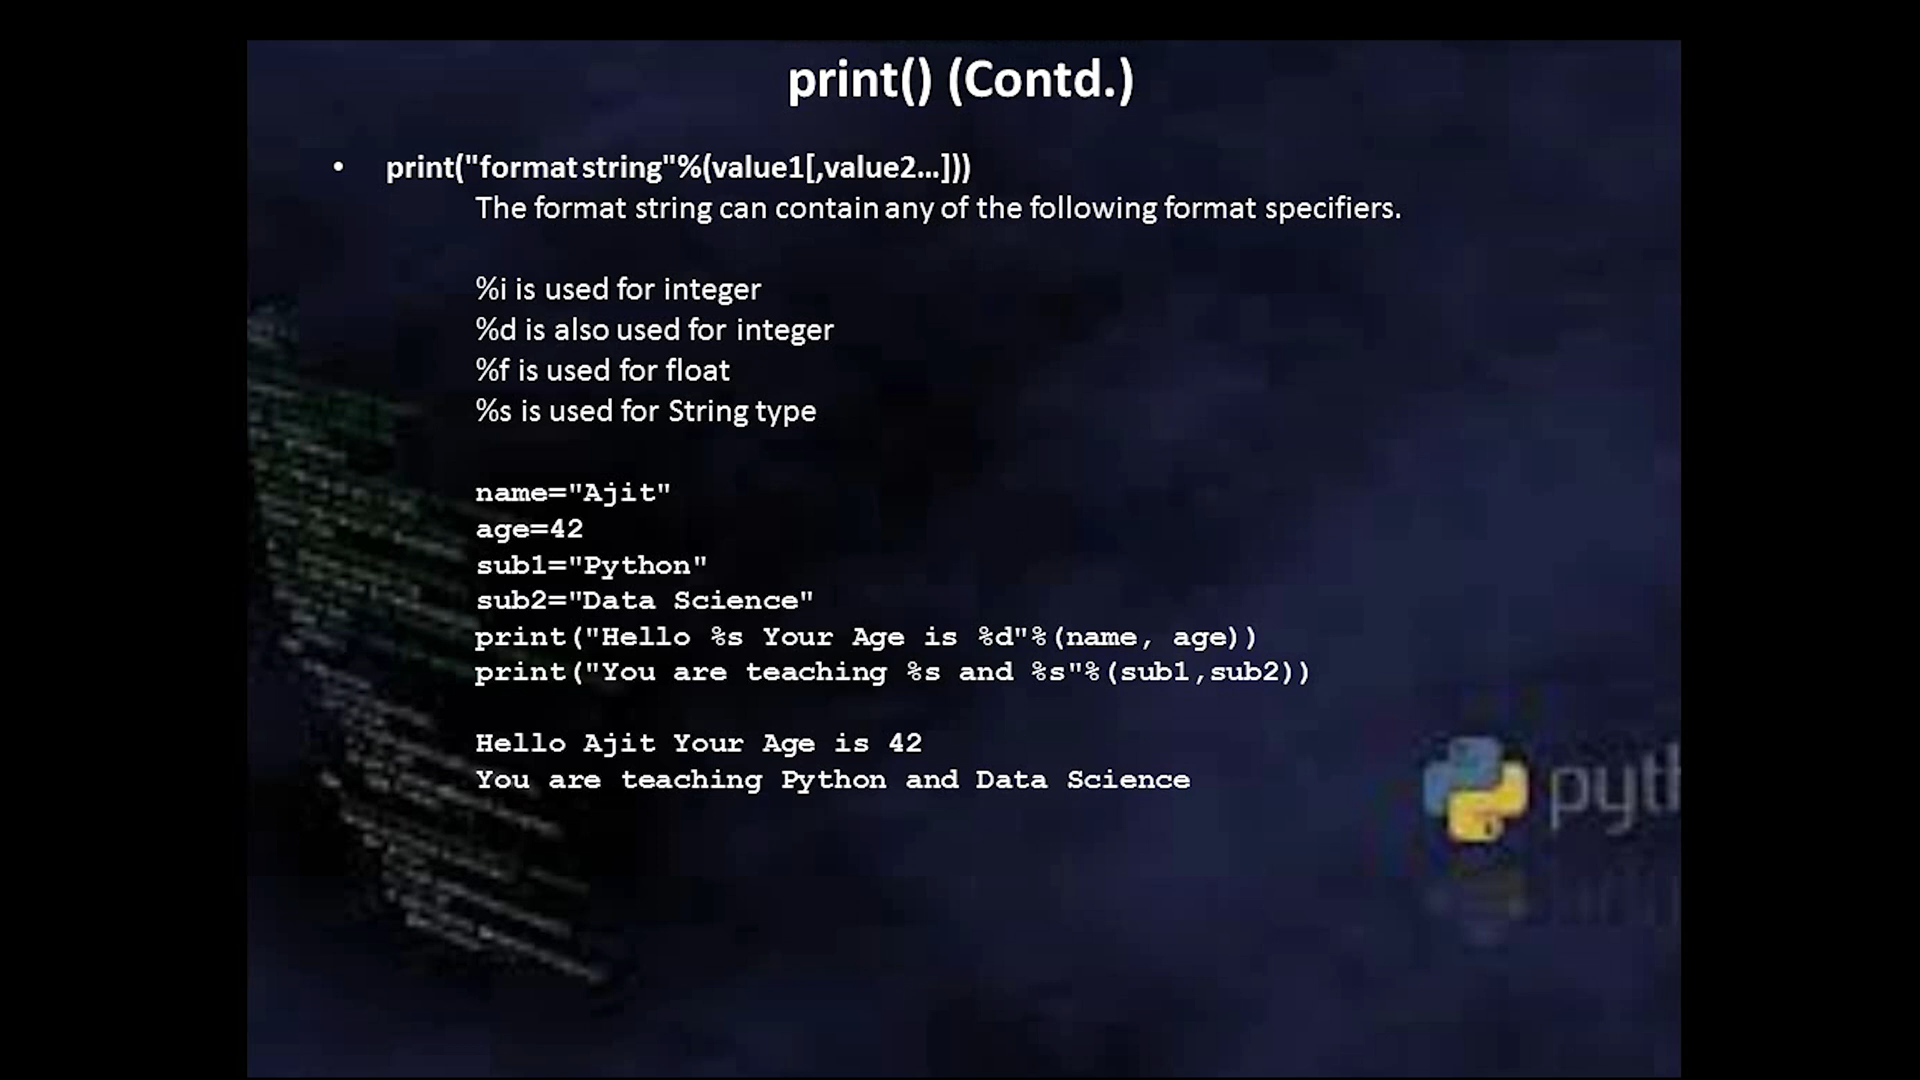 print() (Contd.)
• print("format string"%(value1[,value2…]))
The format string can contain any of the following format specifiers.
%i is used for integer
%d is also used for integer
%f is used for float
%s is used for String type
name="Ajit"
age=42
sub1="Python"
sub2="Data Science"
print("Hello %s Your Age is %d"%(name, age))
print("You are teaching %s and %s"%(sub1,sub2))
Hello Ajit Your Age is 42
You are teaching Python and Data Science
pyth